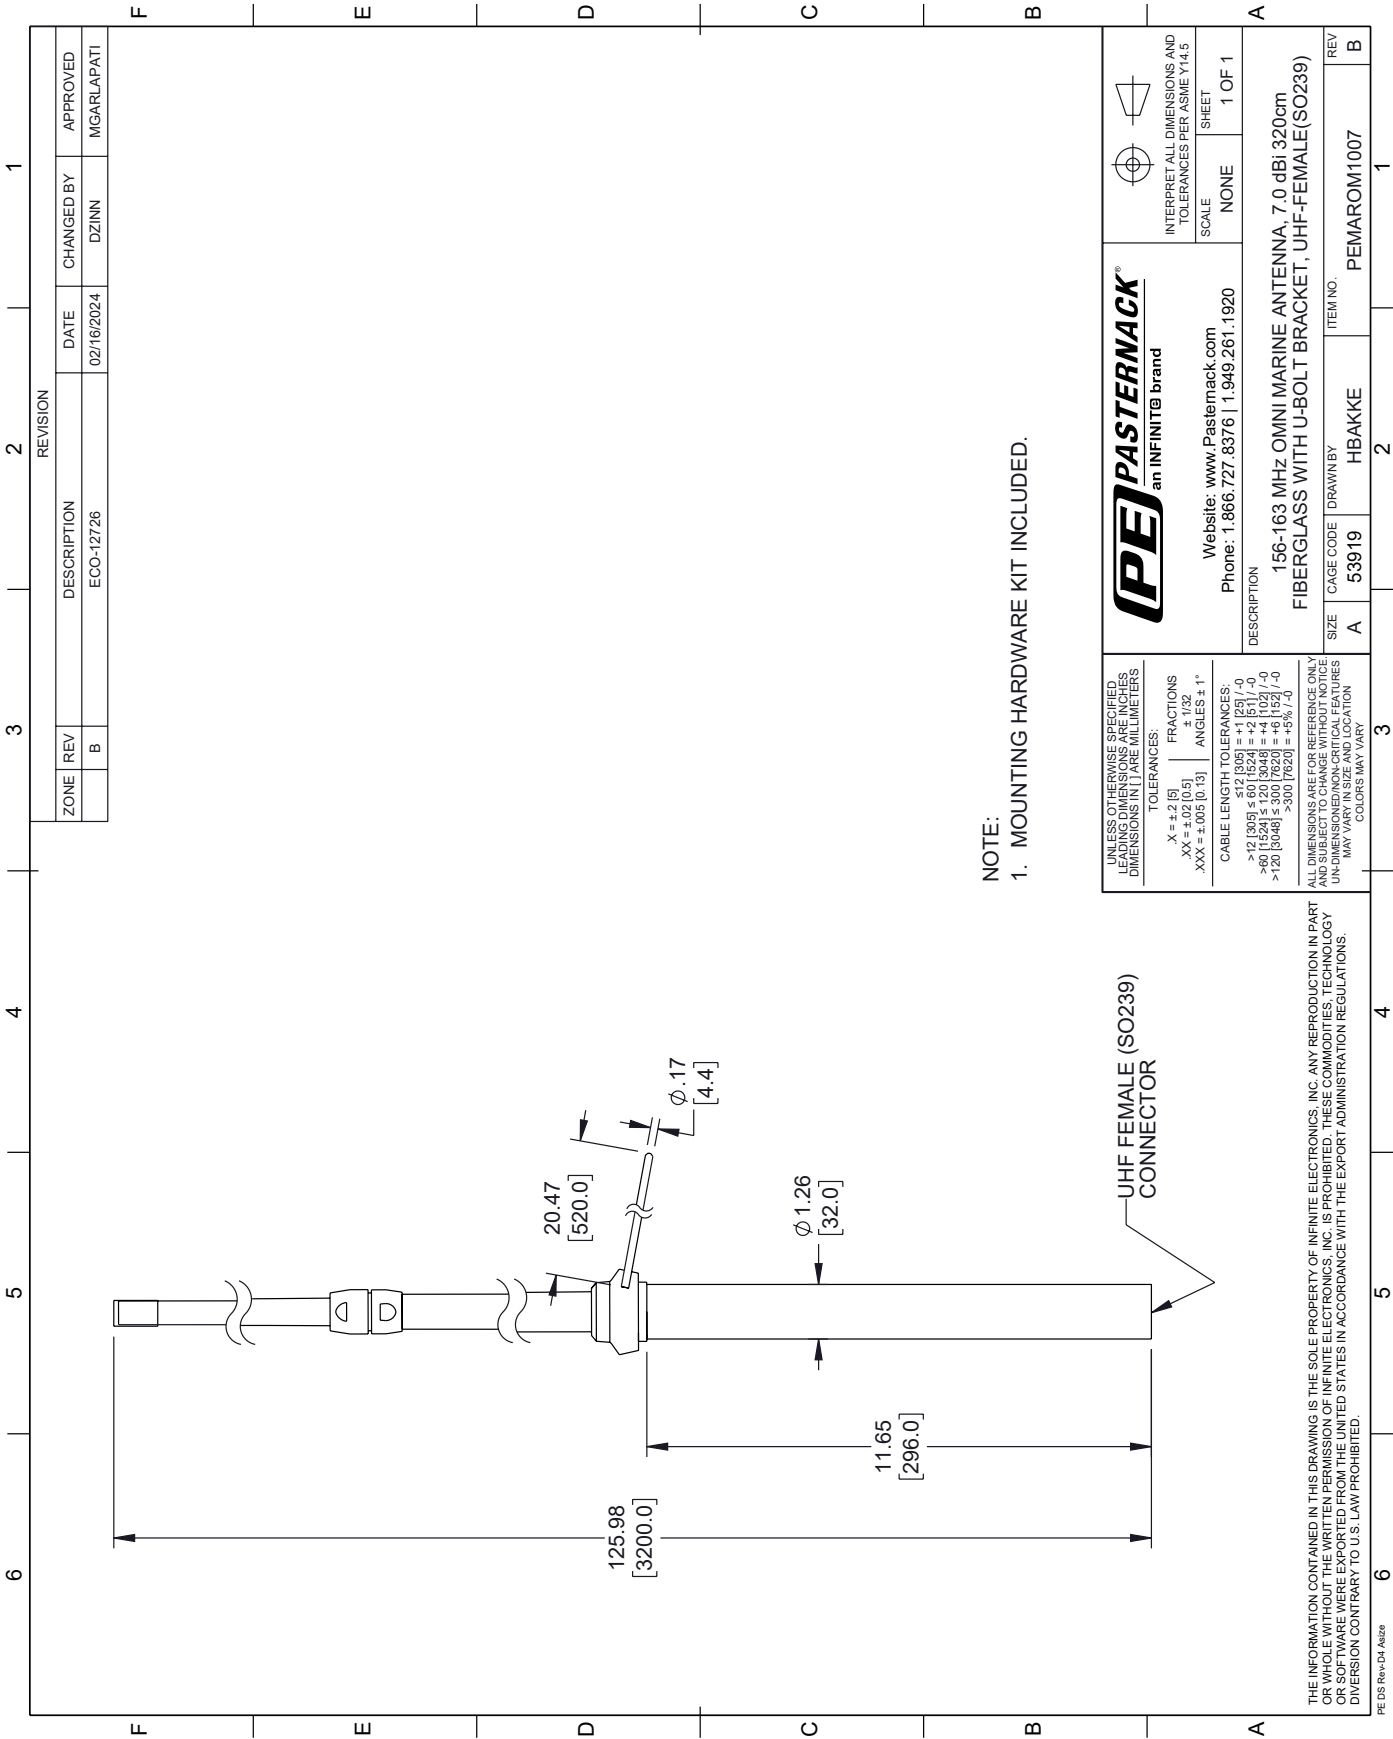 6
5
4
3
2
1
F
E
D
C
B
A
REVISION
ZONE
REV
DESCRIPTION
DATE
CHANGED BY
APPROVED
B
ECO-12726
02/16/2024
DZINN
MGARLAPATI
125.98
[3200.0]
11.65
[296.0]
20.47
[520.0]
∅.17
[4.4]
∅1.26
[32.0]
UHF FEMALE (SO239)
CONNECTOR
NOTE:
1. MOUNTING HARDWARE KIT INCLUDED.
THE INFORMATION CONTAINED IN THIS DRAWING IS THE SOLE PROPERTY OF INFINITE ELECTRONICS, INC. ANY REPRODUCTION IN PART
OR WHOLE WITHOUT THE WRITTEN PERMISSION OF INFINITE ELECTRONICS, INC. IS PROHIBITED. THESE COMMODITIES, TECHNOLOGY
OR SOFTWARE WERE EXPORTED FROM THE UNITED STATES IN ACCORDANCE WITH THE EXPORT ADMINISTRATION REGULATIONS.
DIVERSION CONTRARY TO U.S. LAW PROHIBITED.
UNLESS OTHERWISE SPECIFIED
LEADING DIMENSIONS ARE INCHES
DIMENSIONS IN [ ] ARE MILLIMETERS
TOLERANCES:
.X = ±.2 [5]
.XX = ±.02 [0.5]
.XXX = ±.005 [0.13]
FRACTIONS
± 1/32
ANGLES ± 1°
CABLE LENGTH TOLERANCES:
≤12 [305] = +1 [25] / -0
>12 [305] ≤ 60 [1524] = +2 [51] / -0
>60 [1524] ≤ 120 [3048] = +4 [102] / -0
>120 [3048] ≤ 300 [7620] = +6 [152] / -0
>300 [7620] = +5% / -0
ALL DIMENSIONS ARE FOR REFERENCE ONLY
AND SUBJECT TO CHANGE WITHOUT NOTICE.
UN-DIMENSIONED/NON-CRITICAL FEATURES
MAY VARY IN SIZE AND LOCATION
COLORS MAY VARY
PE PASTERNACK®
an INFINITE brand
Website: www.Pasternack.com
Phone: 1.866.727.8376 | 1.949.261.1920
INTERPRET ALL DIMENSIONS AND
TOLERANCES PER ASME Y14.5
SCALE
NONE
SHEET
1 OF 1
DESCRIPTION
156-163 MHz OMNI MARINE ANTENNA, 7.0 dBi 320cm
FIBERGLASS WITH U-BOLT BRACKET, UHF-FEMALE(SO239)
SIZE
A
CAGE CODE
53919
DRAWN BY
HBAKKE
ITEM NO.
PEMAROM1007
REV
B
F
E
D
C
B
A
6
5
4
3
2
1
PE DS Rev-D4 Asize